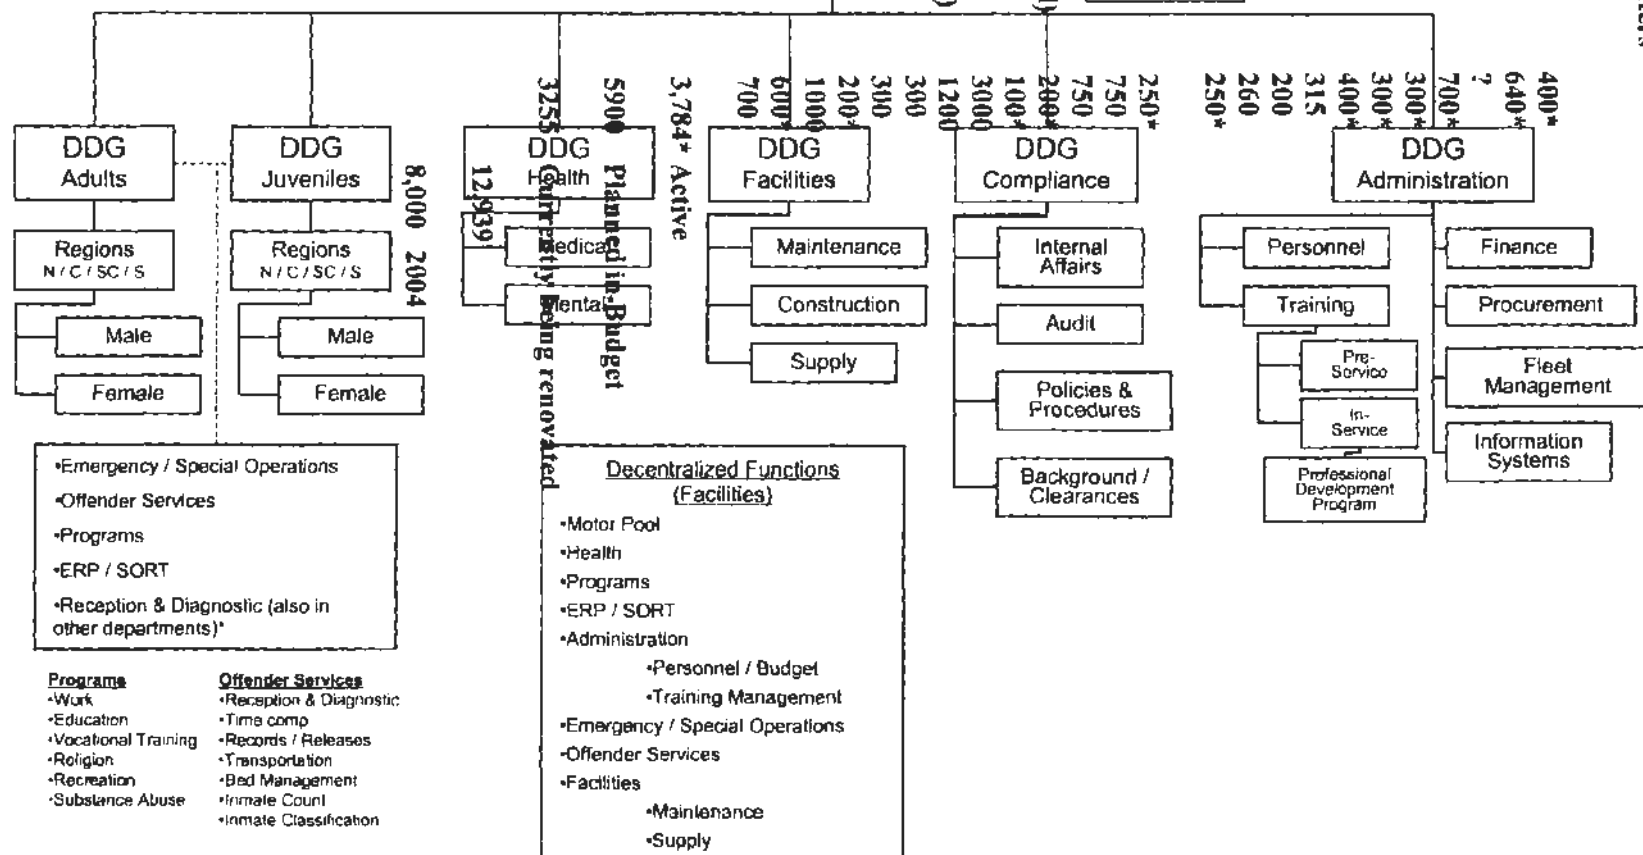 400*
640*
?
700*
300*
300*
400*
315
200
260
250*
250*
750
750
200*
100*
3000
1200
300
300
200*
1000
600*
700
3,784* Active
5900 Planned in Budget
3255 Currently Being renovated
12,939
8,000 2004
DDG
Adults
Regions
N / C / SC / S
Male
Female
DDG
Juveniles
Regions
N / C / SC / S
Male
Female
DDG
Health
Medical
Mental
DDG
Facilities
Maintenance
Construction
Supply
DDG
Compliance
Internal
Affairs
Audit
Policies &
Procedures
Background /
Clearances
DDG
Administration
Personnel
Training
Pre-
Service
In-
Service
Professional
Development
Program
Finance
Procurement
Fleet
Management
Information
Systems
•Emergency / Special Operations
•Offender Services
•Programs
•ERP / SORT
•Reception & Diagnostic (also in
other departments)*
Programs
•Work
•Education
•Vocational Training
•Religion
•Recreation
•Substance Abuse
Offender Services
•Reception & Diagnostic
•Time comp
•Records / Releases
•Transportation
•Bed Management
•Inmate Count
•Inmate Classification
Decentralized Functions
(Facilities)
•Motor Pool
•Health
•Programs
•ERP / SORT
•Administration
•Personnel / Budget
•Training Management
•Emergency / Special Operations
•Offender Services
•Facilities
•Maintenance
•Supply